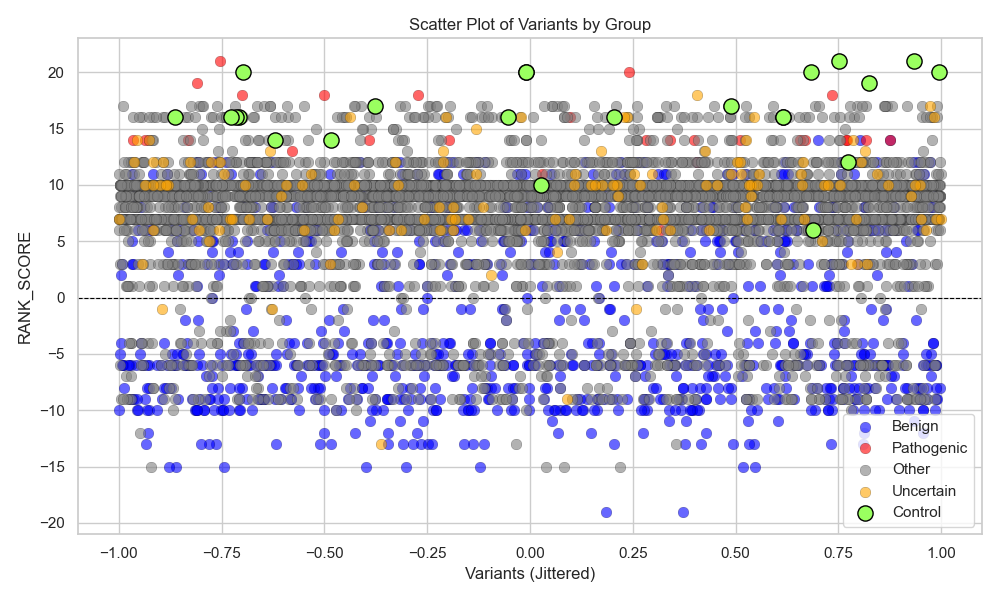 Scatter Plot of Variants by Group
RANK_SCORE
20
15
10
5
0
−5
−10
−15
−20
−1.00 −0.75 −0.50 −0.25 0.00 0.25 0.50 0.75 1.00
Variants (Jittered)
Benign
Pathogenic
Other
Uncertain
Control